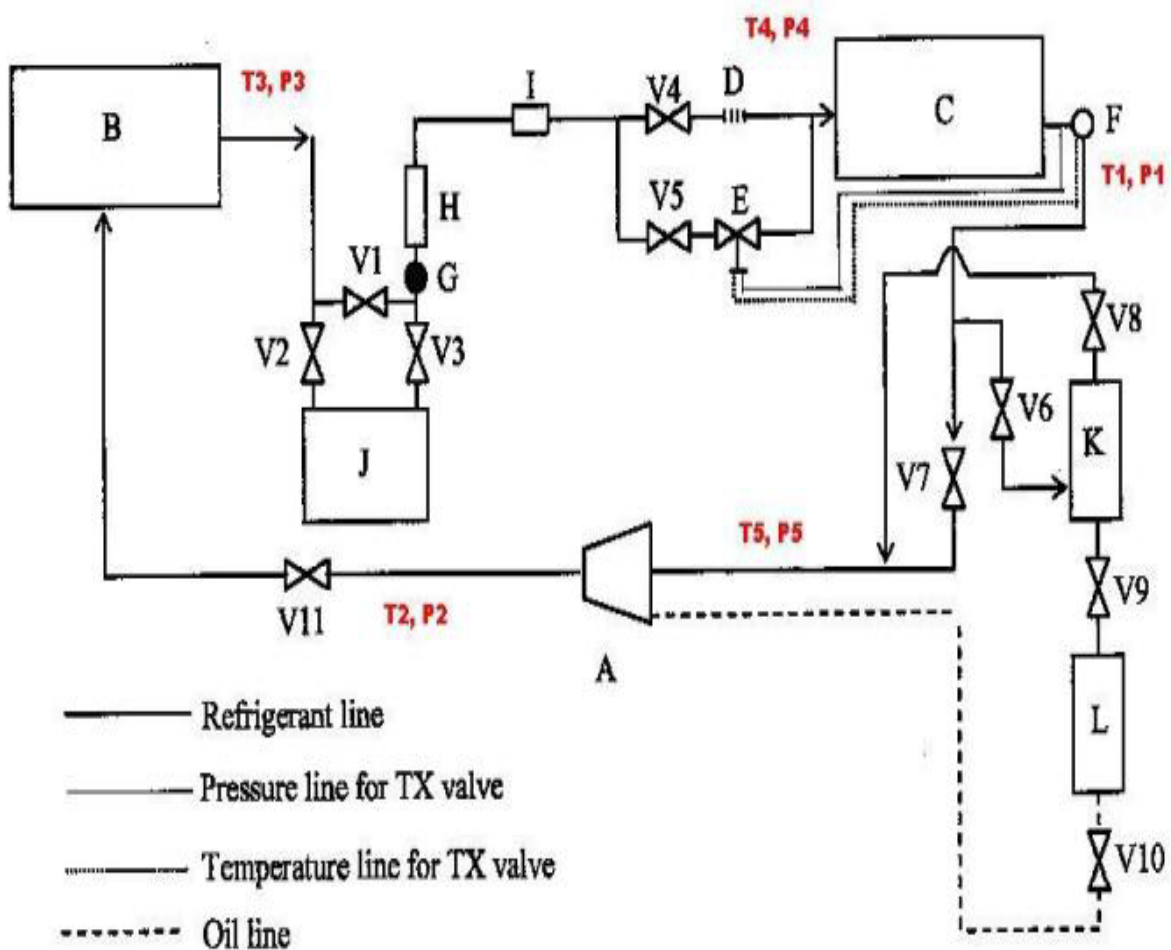 T4, P4
T3, P3
I
V4
D
B
C
F
T1, P1
H
V5
E
V1
G
V8
V2
V3
V6
J
K
V7
T5, P5
V9
V11
T2, P2
A
L
Refrigerant line
Pressure line for TX valve
V10
Temperature line for TX valve
Oil line